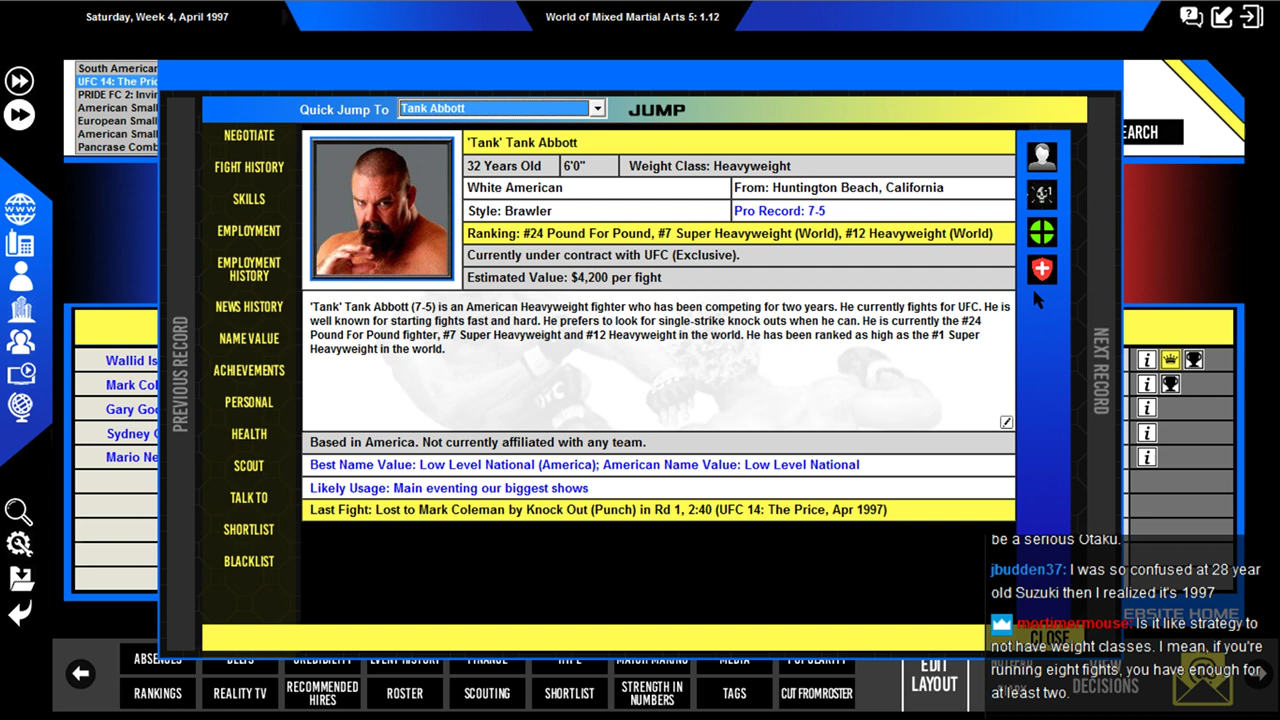 Saturday, Week 4, April 1997
World of Mixed Martial Arts 5: 1.12
South American
UFC 14: The Pric
PRIDE FC 2: Invin
American Small
European Small
American Small
Pancrase Comb
EARCH
Quick Jump To
Tank Abbott
JUMP
PREVIOUS RECORD
NEXT RECORD
NEGOTIATE
FIGHT HISTORY
SKILLS
EMPLOYMENT
EMPLOYMENT
HISTORY
NEWS HISTORY
NAME VALUE
ACHIEVEMENTS
PERSONAL
HEALTH
SCOUT
TALK TO
SHORTLIST
BLACKLIST
'Tank' Tank Abbott
32 Years Old
6'0"
Weight Class: Heavyweight
White American
From: Huntington Beach, California
Style: Brawler
Pro Record: 7-5
Ranking: #24 Pound For Pound, #7 Super Heavyweight (World), #12 Heavyweight (World)
Currently under contract with UFC (Exclusive).
Estimated Value: $4,200 per fight
'Tank' Tank Abbott (7-5) is an American Heavyweight fighter who has been competing for two years. He currently fights for UFC. He is
well known for starting fights fast and hard. He prefers to look for single-strike knock outs when he can. He is currently the #24
Pound For Pound fighter, #7 Super Heavyweight and #12 Heavyweight in the world. He has been ranked as high as the #1 Super
Heavyweight in the world.
Based in America. Not currently affiliated with any team.
Best Name Value: Low Level National (America); American Name Value: Low Level National
Likely Usage: Main eventing our biggest shows
Last Fight: Lost to Mark Coleman by Knock Out (Punch) in Rd 1, 2:40 (UFC 14: The Price, Apr 1997)
Wallid Is
Mark Col
Gary Goo
Sydney
Mario Ne
be a serious Otaku.
jbudden37: I was so confused at 28 year
old Suzuki then I realized it's 1997
EBSITE HOME
mortimermouse: Is it like strategy to
CLOSE
not have weight classes. I mean, if you're
running eight fights, you have enough for
at least two.
DECISIONS
ABSENCES
BELTS
CREDIBILITY
EVENT HISTORY
FINANCE
HYPE
MATCH MAKING
MEDIA
POPULARITY
RANKINGS
REALITY TV
RECOMMENDED
HIRES
ROSTER
SCOUTING
SHORTLIST
STRENGTH IN
NUMBERS
TAGS
CUT FROM ROSTER
EDIT
LAYOUT